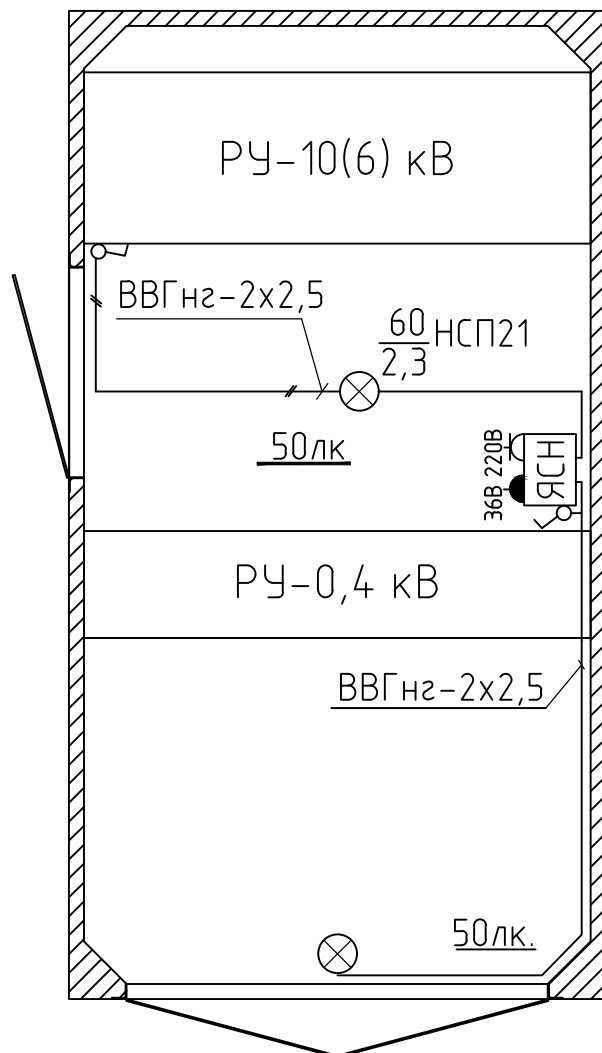 РУ-10(6) кВ
ВВГнг-2х2,5
60
2,3
НСП21
50лк
36В 220В
ЯСН
РУ-0,4 кВ
ВВГнг-2х2,5
50лк.